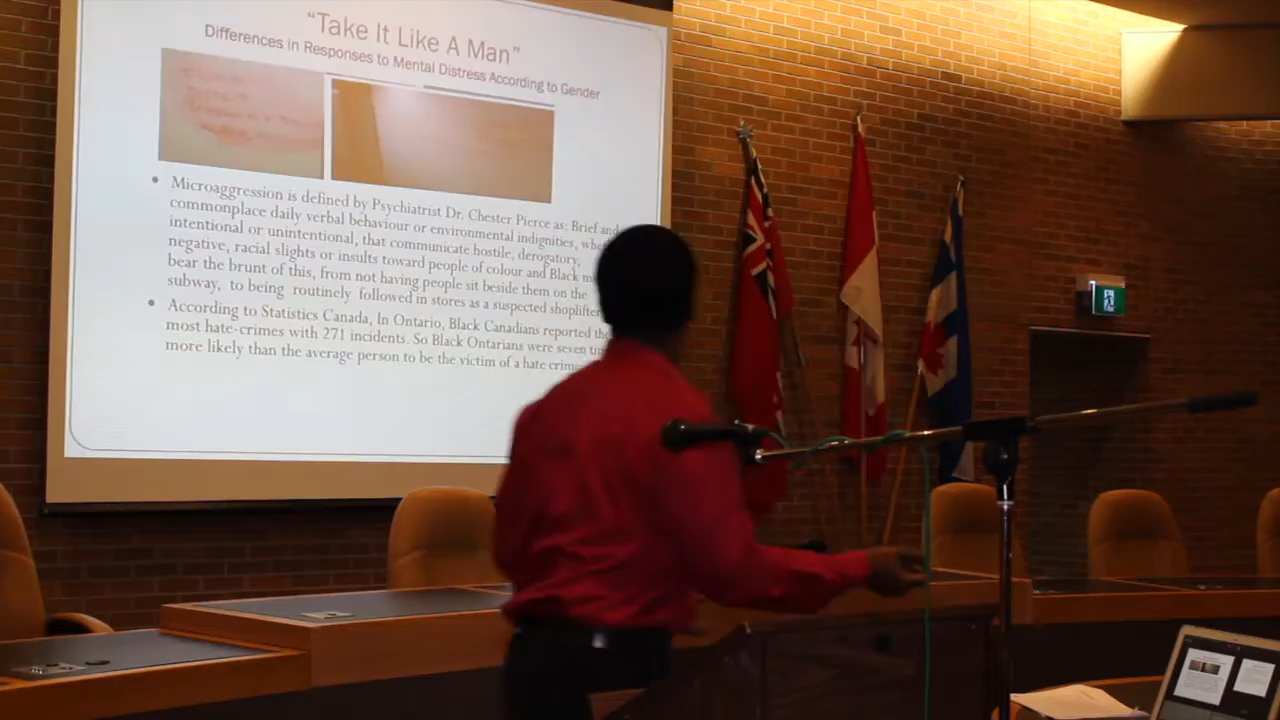 “Take It Like A Man”
Differences in Responses to Mental Distress According to Gender
• Microaggression is defined by Psychiatrist Dr. Chester Pierce as: Brief and
commonplace daily verbal behaviour or environmental indignities,
intentional or unintentional, that communicate hostile, derogatory,
negative, racial slights or insults toward people of colour and Black
bear the brunt of this, from not having people sit beside them on the
subway, to being routinely followed in stores as a suspected shoplifter
• According to Statistics Canada, In Ontario, Black Canadians reported the
most hate-crimes with 271 incidents. So Black Ontarians were seven
more likely than the average person to be the victim of a hate crim